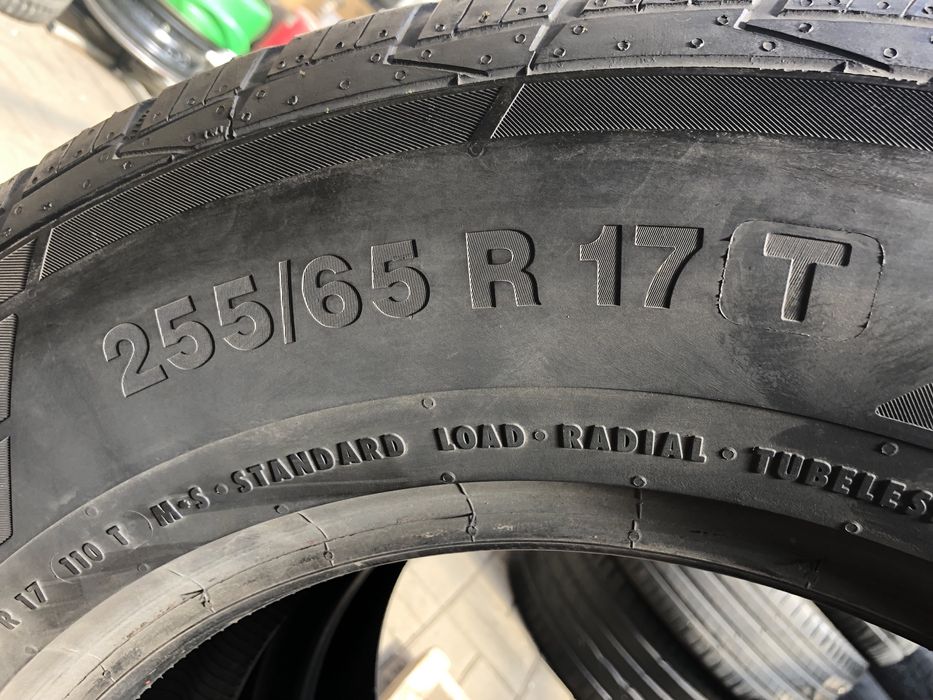 255/65 R 17 T
R 17 110 T M+S • STANDARD LOAD • RADIAL • TUBELES